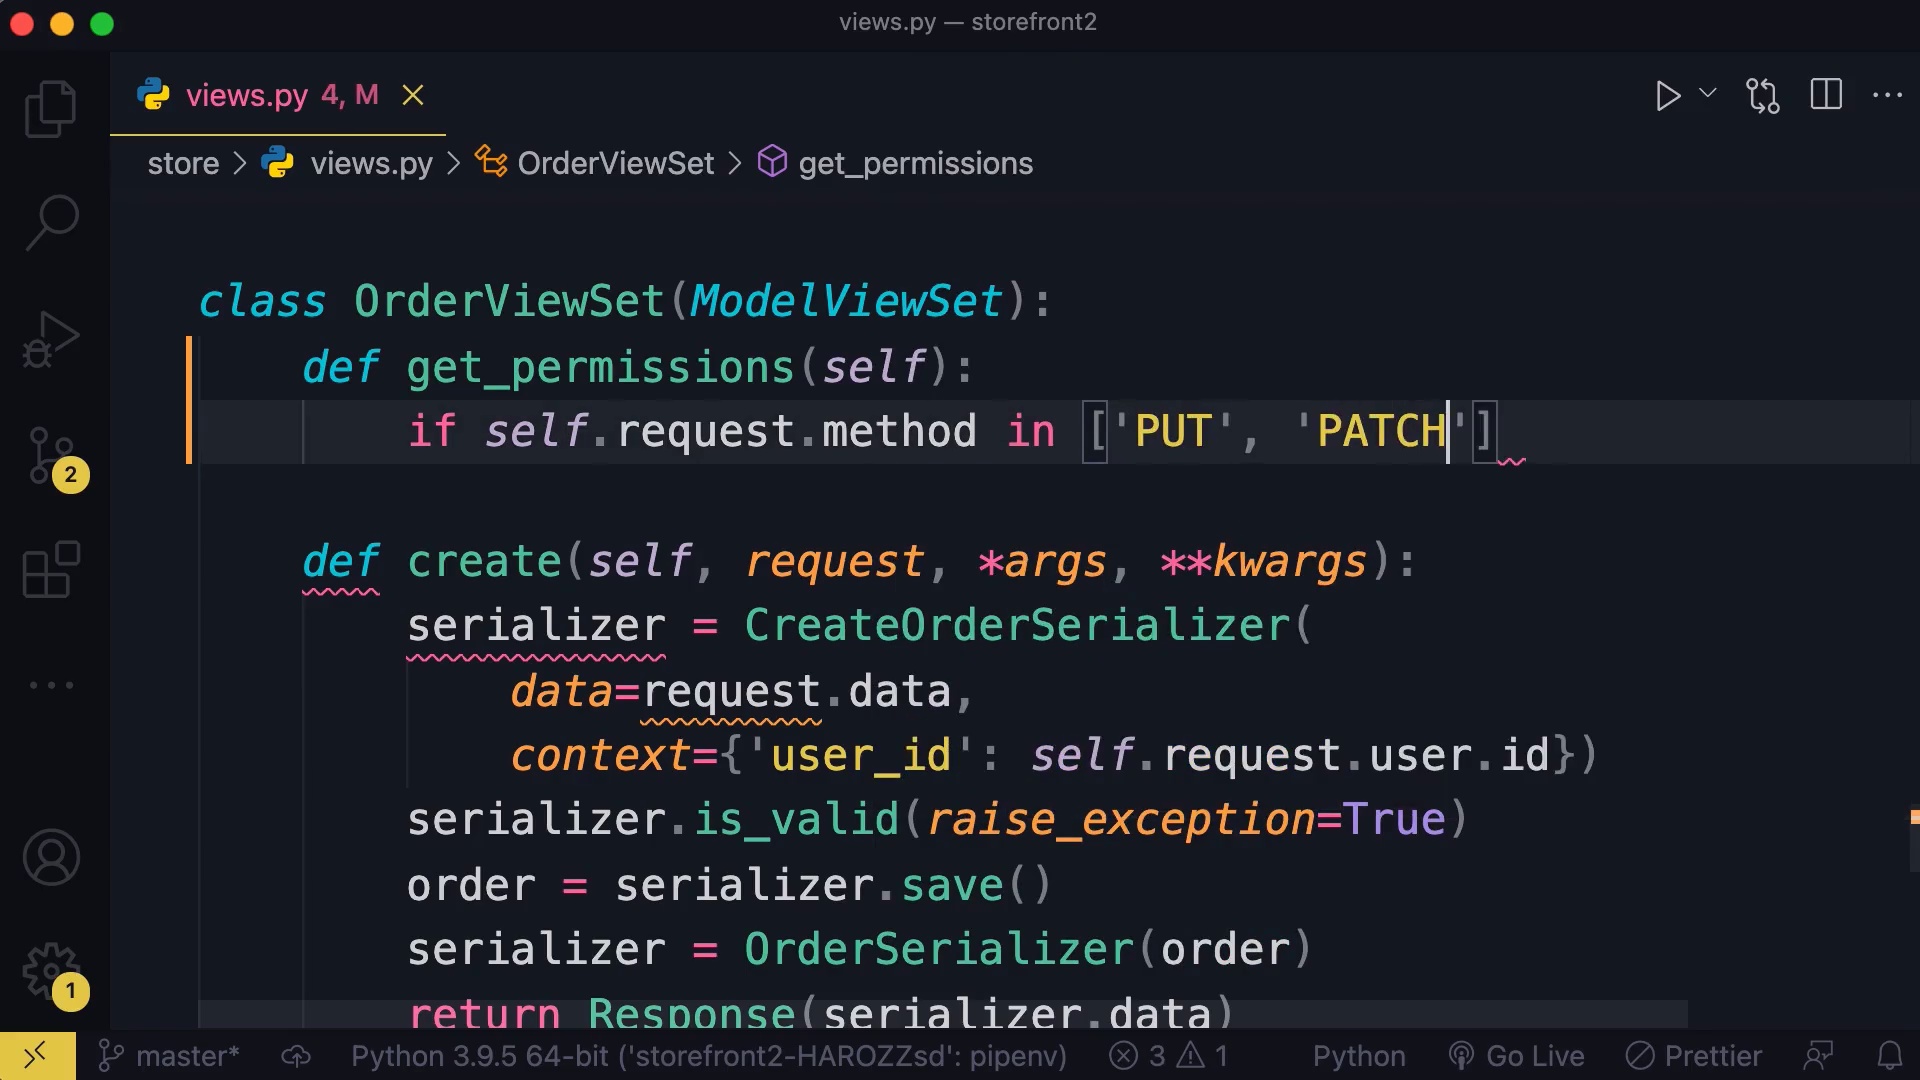 views.py — storefront2
views.py 4, M
store > views.py > OrderViewSet > get_permissions
class OrderViewSet(ModelViewSet):
def get_permissions(self):
if self.request.method in ['PUT', 'PATCH']
def create(self, request, *args, **kwargs):
serializer = CreateOrderSerializer(
data=request.data,
context={'user_id': self.request.user.id})
serializer.is_valid(raise_exception=True)
order = serializer.save()
serializer = OrderSerializer(order)
return Response(serializer.data)
2
1
master* Python 3.9.5 64-bit ('storefront2-HAROZZsd': pipenv) 3 1 Python Go Live Prettier